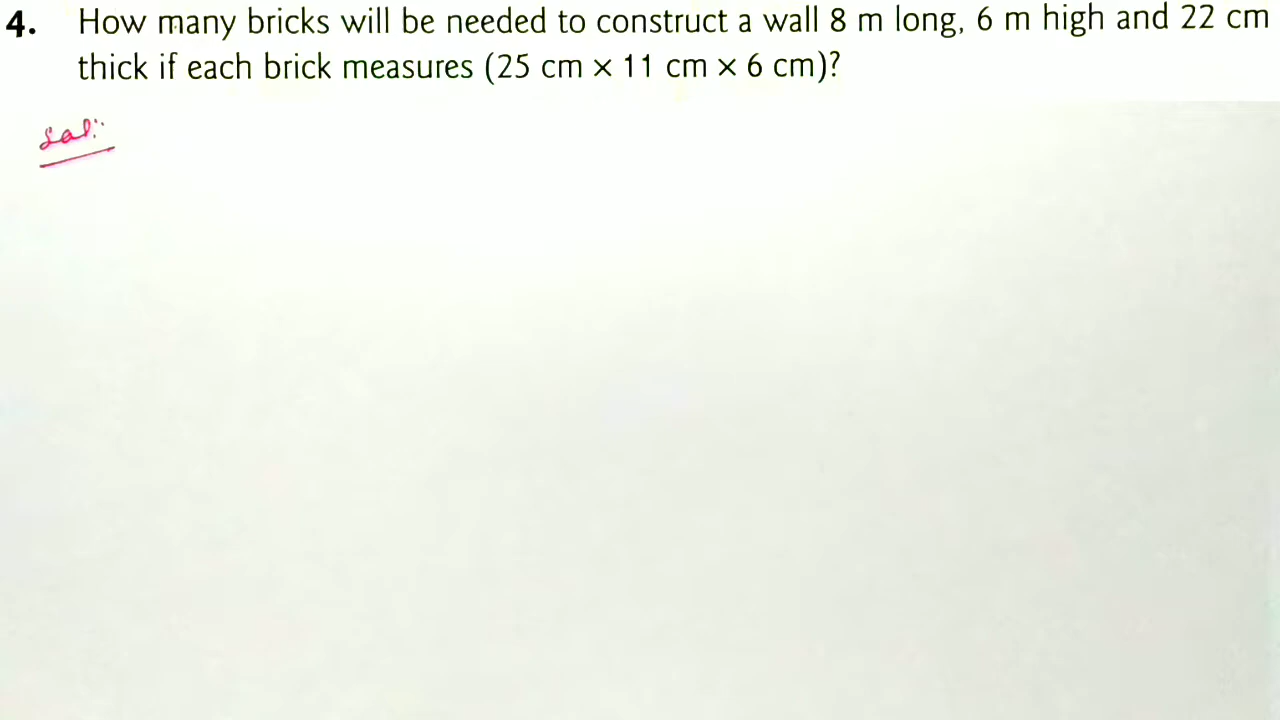 4. How many bricks will be needed to construct a wall 8 m long, 6 m high and 22 cm
thick if each brick measures (25 cm × 11 cm × 6 cm)?
Sol: